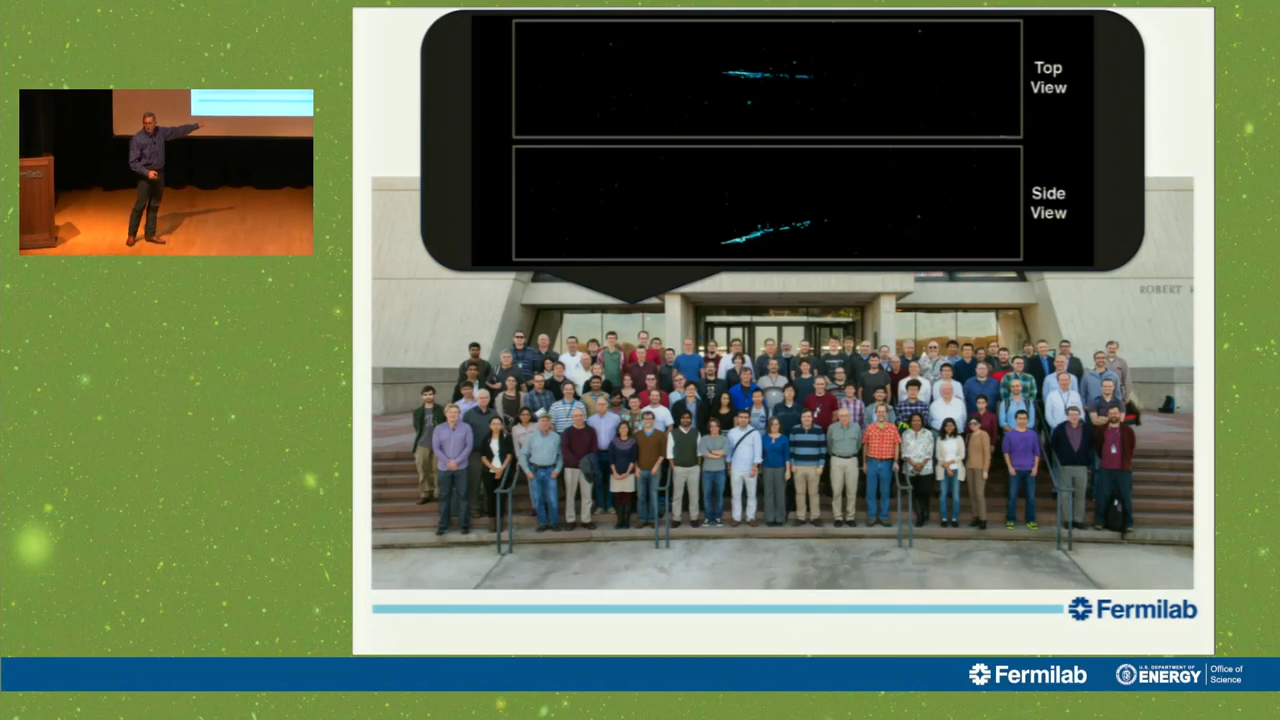 Top
View
Side
View
ROBERT
Fermilab
Fermilab
U.S. DEPARTMENT OF
ENERGY
Office of
Science